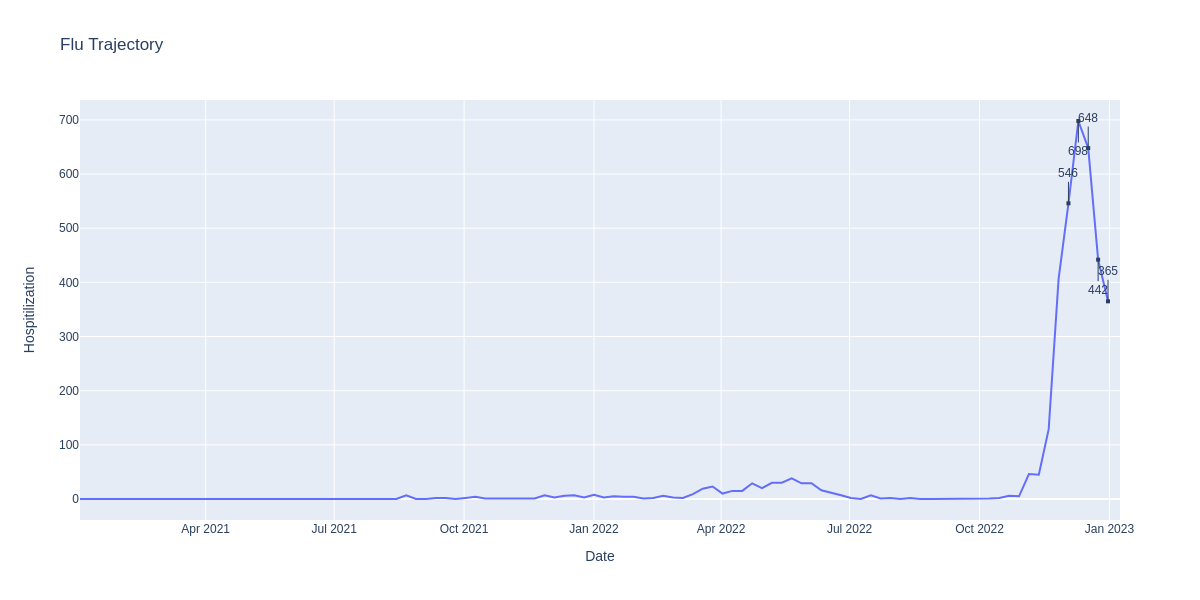 Flu Trajectory
Hospitilization
700
600
500
400
300
200
100
0
546
698
648
442
365
Apr 2021
Jul 2021
Oct 2021
Jan 2022
Apr 2022
Jul 2022
Oct 2022
Jan 2023
Date